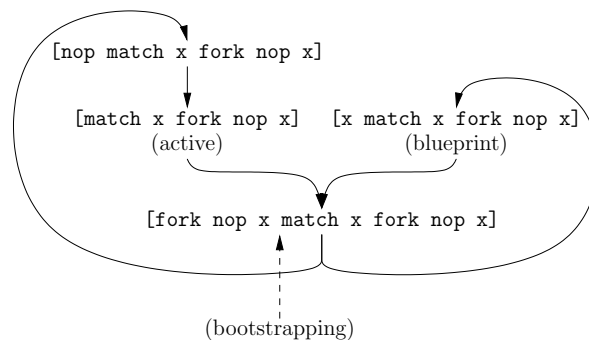 [nop match x fork nop x]
[match x fork nop x] [x match x fork nop x]
(active) (blueprint)
[fork nop x match x fork nop x]
(bootstrapping)